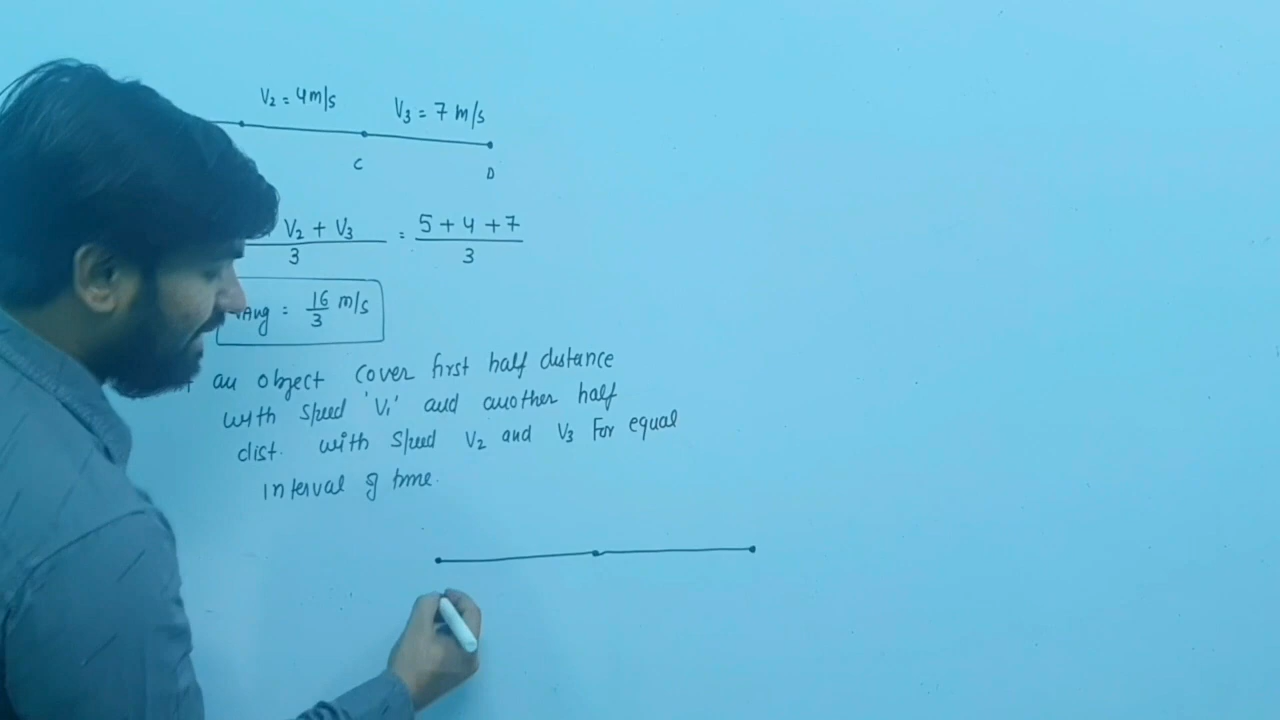 V₂ = 4m/s
V₃ = 7 m/s
C
D
V₂ + V₃ / 3 = 5 + 4 + 7 / 3
Avg = 16/3 m/s
an object cover first half distance
with speed 'V₁' and another half
dist. with speed V₂ and V₃ for equal
interval of time.